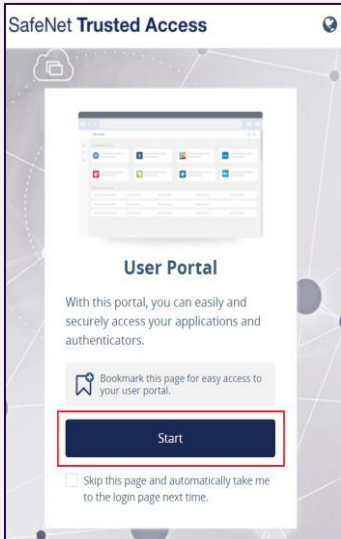 SafeNet Trusted Access
User Portal
With this portal, you can easily and
securely access your applications and
authenticators.
Bookmark this page for easy access to
your user portal.
Start
Skip this page and automatically take me
to the login page next time.